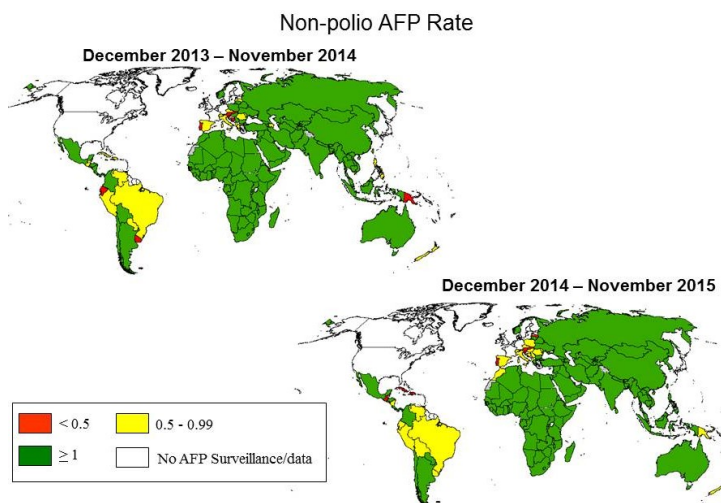 Non-polio AFP Rate
December 2013 – November 2014
December 2014 – November 2015
< 0.5
0.5 - 0.99
≥ 1
No AFP Surveillance/data